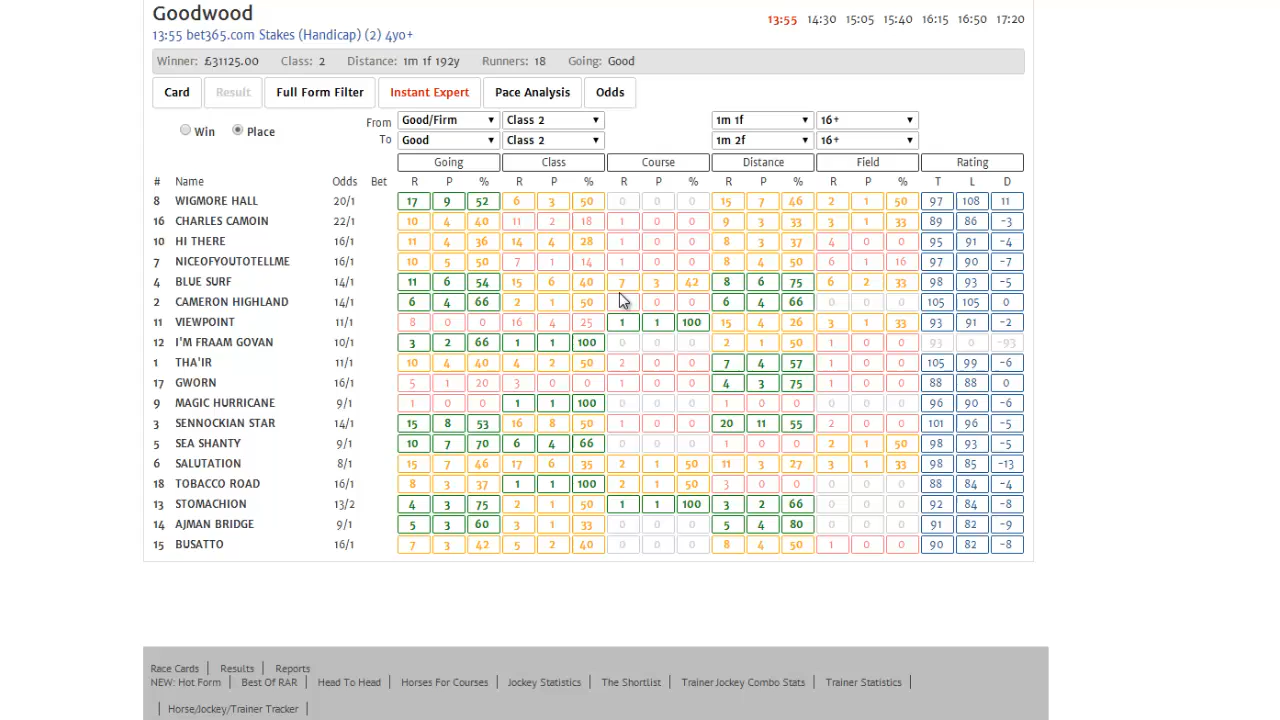 Goodwood
13:55 14:30 15:05 15:40 16:15 16:50 17:20
13:55 bet365.com Stakes (Handicap) (2) 4yo+
Winner: £31125.00 Class: 2 Distance: 1m 1f 192y Runners: 18 Going: Good
Card Result Full Form Filter Instant Expert Pace Analysis Odds
Win Place
From Good/Firm Class 2 1m 1f 16+
To Good Class 2 1m 2f 16+
Going Class Course Distance Field Rating
# Name Odds Bet R P % R P % R P % R P % R P % T L D
8 WIGMORE HALL 20/1 17 9 52 6 3 50 0 0 0 15 7 46 2 1 50 97 108 11
16 CHARLES CAMOIN 22/1 10 4 40 11 2 18 1 0 0 9 3 33 3 1 33 89 86 -3
10 HI THERE 16/1 11 4 36 14 4 28 1 0 0 8 3 37 4 0 0 95 91 -4
7 NICEOFYOUTOTELLME 16/1 10 5 50 7 1 14 1 0 0 8 4 50 6 1 16 97 90 -7
4 BLUE SURF 14/1 11 6 54 15 6 40 7 3 42 8 6 75 6 2 33 98 93 -5
2 CAMERON HIGHLAND 14/1 6 4 66 2 1 50 0 0 6 4 66 0 0 0 105 105 0
11 VIEWPOINT 11/1 8 0 0 16 4 25 1 1 100 15 4 26 3 1 33 93 91 -2
12 I'M FRAAM GOVAN 10/1 3 2 66 1 1 100 0 0 0 2 1 50 1 0 0 93 0 -93
1 THA'IR 11/1 10 4 40 4 2 50 2 0 0 7 4 57 1 0 0 105 99 -6
17 GWORN 16/1 5 1 20 3 0 0 1 0 0 4 3 75 1 0 0 88 88 0
9 MAGIC HURRICANE 9/1 1 0 0 1 1 100 0 0 0 1 0 0 0 0 0 96 90 -6
3 SENNOCKIAN STAR 14/1 15 8 53 16 8 50 1 0 0 20 11 55 2 0 0 101 96 -5
5 SEA SHANTY 9/1 10 7 70 6 4 66 0 0 0 1 0 0 2 1 50 98 93 -5
6 SALUTATION 8/1 15 7 46 17 6 35 2 1 50 11 3 27 3 1 33 98 85 -13
18 TOBACCO ROAD 16/1 8 3 37 1 1 100 2 1 50 3 0 0 0 0 0 88 84 -4
13 STOMACHION 13/2 4 3 75 2 1 50 1 1 100 3 2 66 0 0 0 92 84 -8
14 AJMAN BRIDGE 9/1 5 3 60 3 1 33 0 0 0 5 4 80 0 0 0 91 82 -9
15 BUSATTO 16/1 7 3 42 5 2 40 0 0 0 8 4 50 1 0 0 90 82 -8
Race Cards | Results | Reports
NEW: Hot Form | Best Of RAR | Head To Head | Horses For Courses | Jockey Statistics | The Shortlist | Trainer Jockey Combo Stats | Trainer Statistics |
| Horse/Jockey/Trainer Tracker |